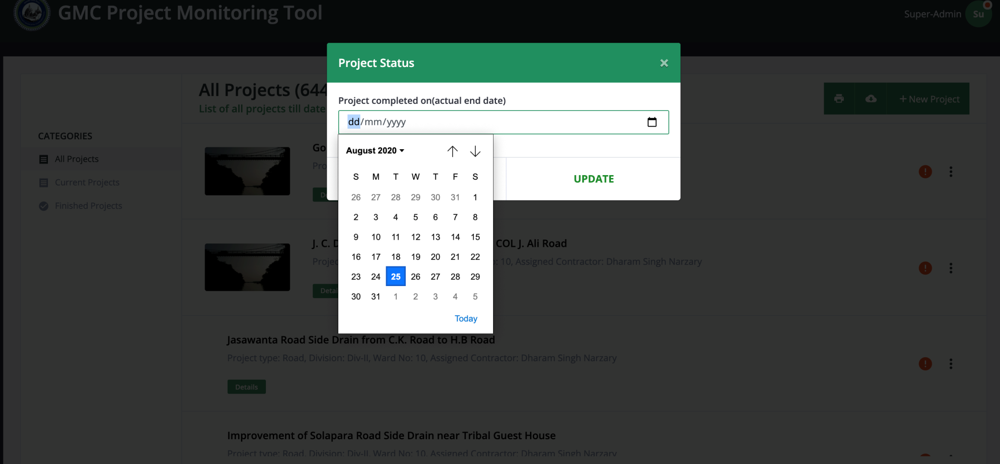 GMC Project Monitoring Tool
Super-Admin
Su
Project Status
×
All Projects (644
List of all projects till date
+ New Project
Project completed on(actual end date)
dd/mm/yyyy
CATEGORIES
All Projects
Current Projects
Finished Projects
August 2020
S M T W T F S
26 27 28 29 30 31 1
2 3 4 5 6 7 8
9 10 11 12 13 14 15
16 17 18 19 20 21 22
23 24 25 26 27 28 29
30 31 1 2 3 4 5
Today
UPDATE
Go
Pro
J. C. D COL J. Ali Road
Projec : 10, Assigned Contractor: Dharam Singh Narzary
Detai
Jasawanta Road Side Drain from C.K. Road to H.B Road
Project type: Road, Division: Div-II, Ward No: 10, Assigned Contractor: Dharam Singh Narzary
Details
Improvement of Solapara Road Side Drain near Tribal Guest House
Project type: Road, Division: Div-II, Ward No: 10, Assigned Contractor: Dharam Singh Narzary